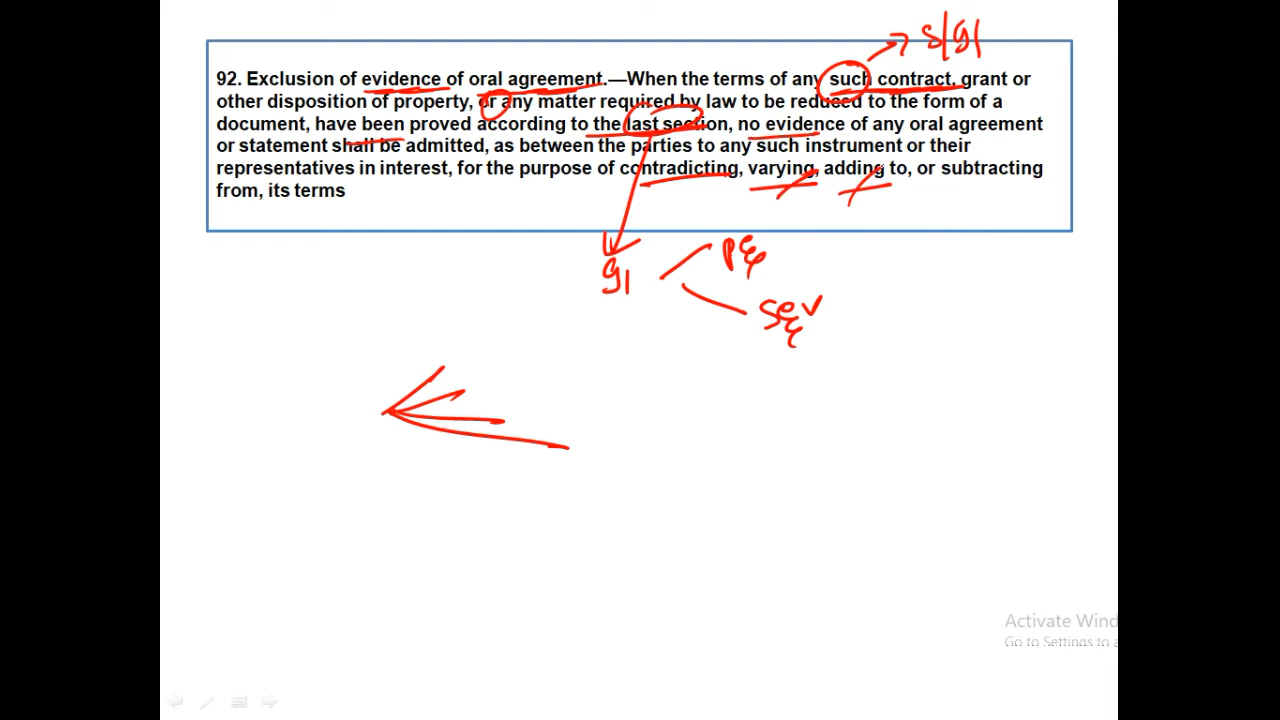 S/91
92. Exclusion of evidence of oral agreement.—When the terms of any such contract, grant or
other disposition of property, or any matter required by law to be reduced to the form of a
document, have been proved according to the last section, no evidence of any oral agreement
or statement shall be admitted, as between the parties to any such instrument or their
representatives in interest, for the purpose of contradicting, varying, adding to, or subtracting
from, its terms
91
Activate Wind
Go to Settings to a